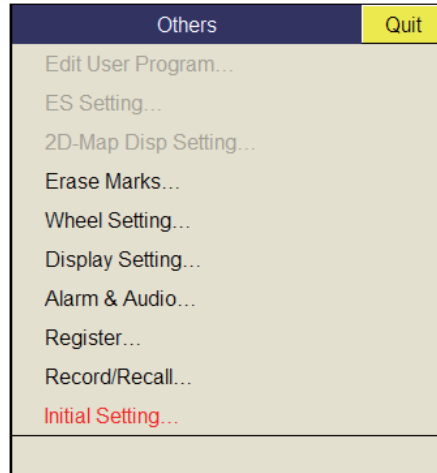 Others Quit
Edit User Program...
ES Setting...
2D-Map Disp Setting...
Erase Marks...
Wheel Setting...
Display Setting...
Alarm & Audio...
Register...
Record/Recall...
Initial Setting...